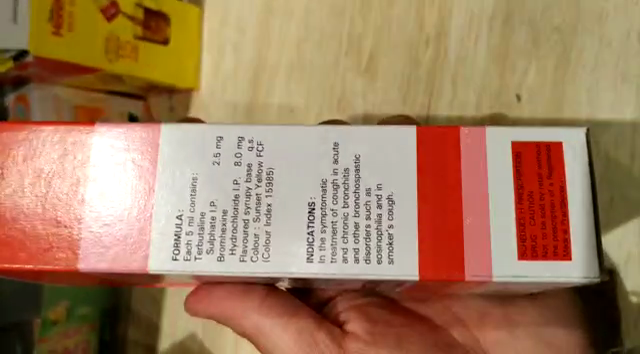 FORMULA :
Each 5 ml contains :
Terbutaline
Sulphate I.P. 2.5 mg
Bromhexine
Hydrochloride I.P. 8.0 mg
Flavoured syrupy base q.s.
Colour : Sunset Yellow FCF
(Colour Index 15985)
INDICATIONS :
In the symptomatic
treatment of cough in acute
and chronic bronchitis
and other bronchospastic
disorders such as
eosinophilia and in
smoker's cough.